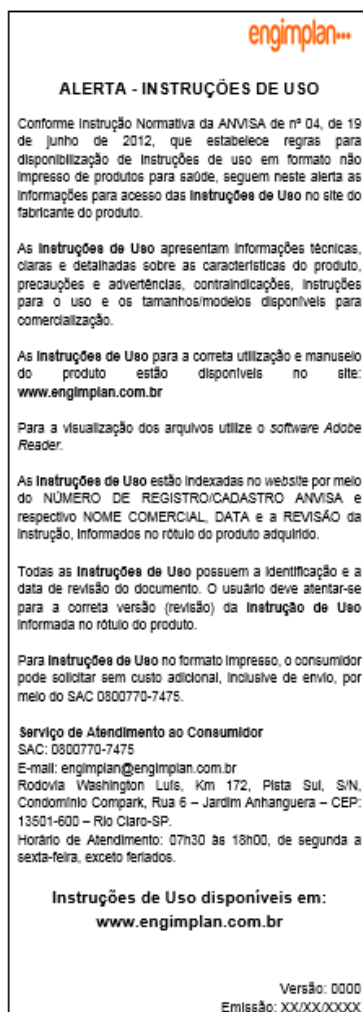 engimplan
ALERTA - INSTRUÇÕES DE USO
Conforme Instrução Normativa da ANVISA de nº 04, de 19
de junho de 2012, que estabelece regras para
disponibilização de instruções de uso em formato não
impresso de produtos para saúde, seguem neste alerta as
informações para acesso das Instruções de Uso no site do
fabricante do produto.
As Instruções de Uso apresentam informações técnicas,
claras e detalhadas sobre as características do produto,
precauções e advertências, contraindicações, instruções
para o uso e os tamanhos/modelos disponíveis para
comercialização.
As Instruções de Uso para a correta utilização e manuseio
do produto estão disponíveis no site:
www.engimplan.com.br
Para a visualização dos arquivos utilize o software Adobe
Reader.
As Instruções de Uso estão indexadas no website por meio
do NÚMERO DE REGISTRO/CADASTRO ANVISA e
respectivo NOME COMERCIAL, DATA e a REVISÃO da
instrução, informados no rótulo do produto adquirido.
Todas as Instruções de Uso possuem a identificação e a
data de revisão do documento. O usuário deve atentar-se
para a correta versão (revisão) da Instrução de Uso
informada no rótulo do produto.
Para Instruções de Uso no formato impresso, o consumidor
pode solicitar sem custo adicional, inclusive de envio, por
meio do SAC 0800770-7475.
Serviço de Atendimento ao Consumidor
SAC: 0800770-7475
E-mail: engimplan@engimplan.com.br
Rodovia Washington Luís, Km 172, Pista Sul, S/N,
Condomínio Compark, Rua 6 – Jardim Anhanguera – CEP:
13501-600 – Rio Claro-SP.
Horário de Atendimento: 07h30 às 18h00, de segunda a
sexta-feira, exceto feriados.
Instruções de Uso disponíveis em:
www.engimplan.com.br
Versão: 0000
Emissão: XX/XX/XXXX